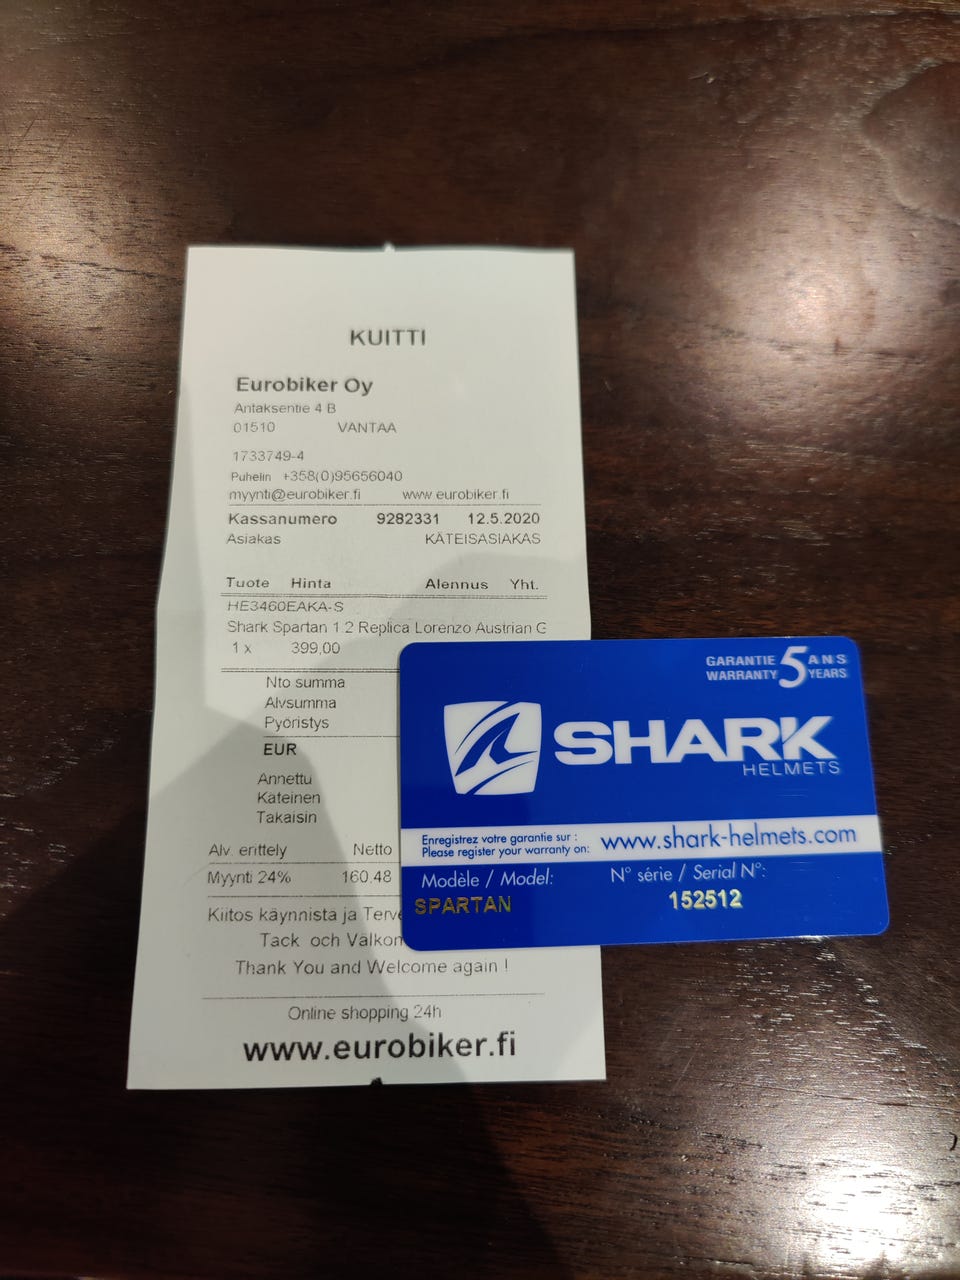 KUITTI
Eurobiker Oy
Antaksentie 4 B
01510 VANTAA
1733749-4
Puhelin +358(0)95656040
myynti@eurobiker.fi www.eurobiker.fi
Kassanumero 9282331 12.5.2020
Asiakas KÄTEISASIAKAS
Tuote Hinta Alennus Yht.
HE3460EAKA-S
Shark Spartan 1.2 Replica Lorenzo Austrian G
1 x 399,00
Nto summa
Alvsumma
Pyöristys
EUR
Annettu
Käteinen
Takaisin
Alv. erittely Netto
Myynti 24% 160,48
Kiitos käynnistä ja Terve
Tack och Välkom
Thank You and Welcome again !
Online shopping 24h
www.eurobiker.fi
GARANTIE 5 ANS
WARRANTY YEARS
SHARK
HELMETS
Enregistrez votre garantie sur :
Please register your warranty on: www.shark-helmets.com
Modèle / Model: N° série / Serial N°:
SPARTAN 152512